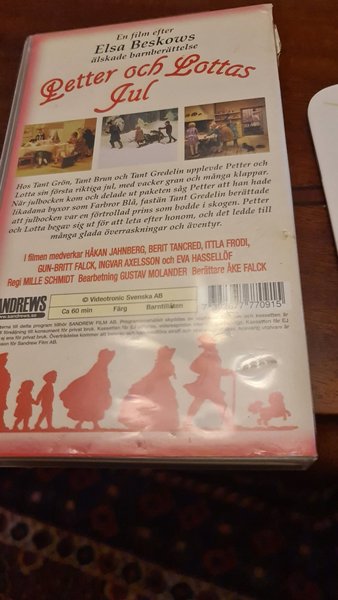 En film efter
Elsa Beskows
älskade barnberättelse
Petter och Lottas
Jul
Hos Tant Grön, Tant Brun och Tant Gredelin upplevde Petter och
Lotta sin första riktiga jul, med vacker gran och många klappar.
När julbocken kom och delade ut paketen såg Petter att han hade
likadana byxor som Farbror Blå, fastän Tant Gredelin berättade
att julbocken var en förtrollad prins som bodde i skogen. Petter
och Lotta begav sig ut för att leta efter honom, och det ledde till
många glada överraskningar och äventyr.
I filmen medverkar HÅKAN JAHNBERG, BERIT TANCRED, ITTLA FRODI,
GUN-BRITT FALCK, INGVAR AXELSSON och EVA HASSELLÖF
Regi MILLE SCHMIDT Bearbetning GUSTAV MOLANDER Berättare ÅKE FALCK
ANDREWS
www.sandrews.se
© Videotronic Svenska AB
Ca 60 min Färg Barntillåten
770915